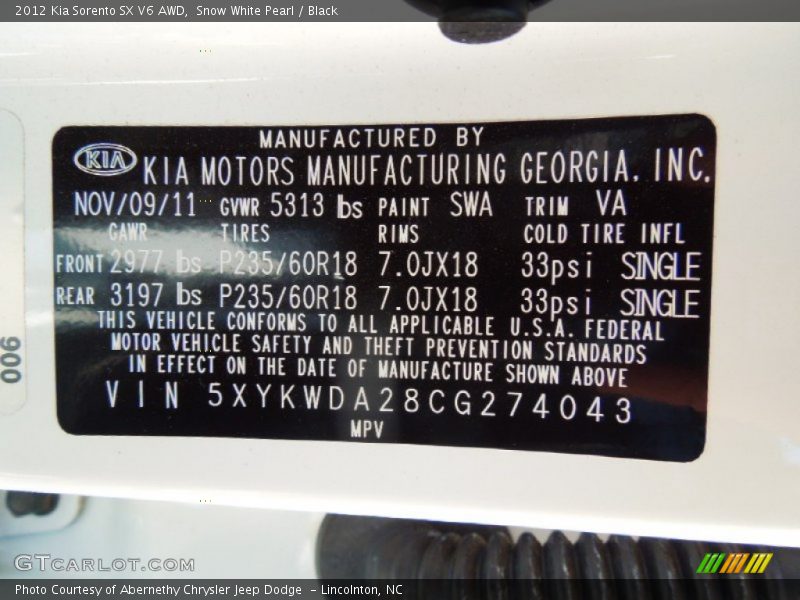 2012 Kia Sorento SX V6 AWD, Snow White Pearl / Black
MANUFACTURED BY
KIA KIA MOTORS MANUFACTURING GEORGIA, INC.
NOV/09/11 GVWR 5313 lbs PAINT SWA TRIM VA
GAWR TIRES RIMS COLD TIRE INFL
FRONT 2977 lbs P235/60R18 7.0JX18 33psi SINGLE
REAR 3197 lbs P235/60R18 7.0JX18 33psi SINGLE
THIS VEHICLE CONFORMS TO ALL APPLICABLE U.S.A. FEDERAL
MOTOR VEHICLE SAFETY AND THEFT PREVENTION STANDARDS
IN EFFECT ON THE DATE OF MANUFACTURE SHOWN ABOVE
VIN 5XYKWDA28CG274043
MPV
006
GTCARLOT.COM
Photo Courtesy of Abernethy Chrysler Jeep Dodge - Lincolnton, NC